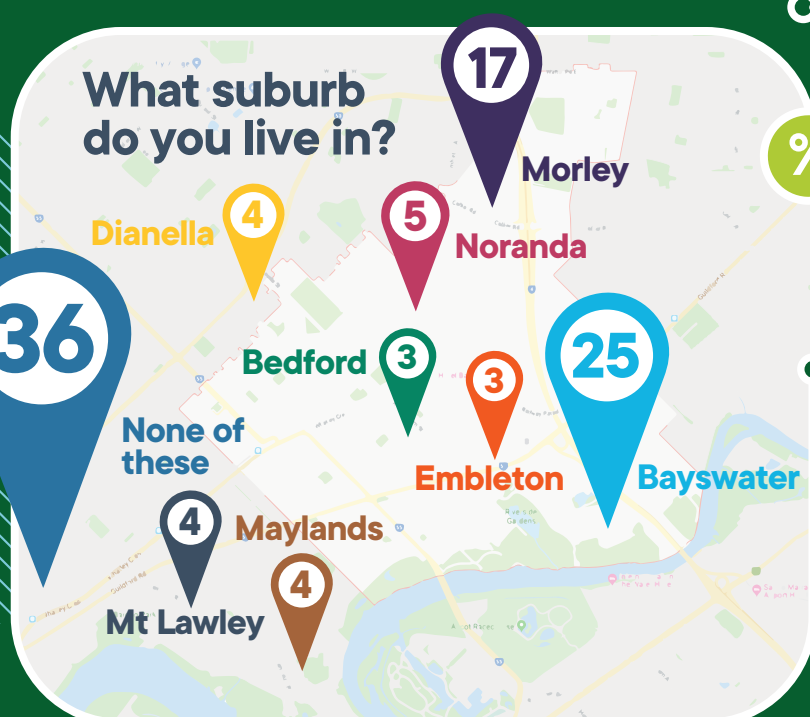 What suburb
do you live in?
17
Morley
%
Dianella
4
5
Noranda
36
None of
these
Bedford
3
3
Embleton
25
Bayswater
4
Mt Lawley
Maylands
4